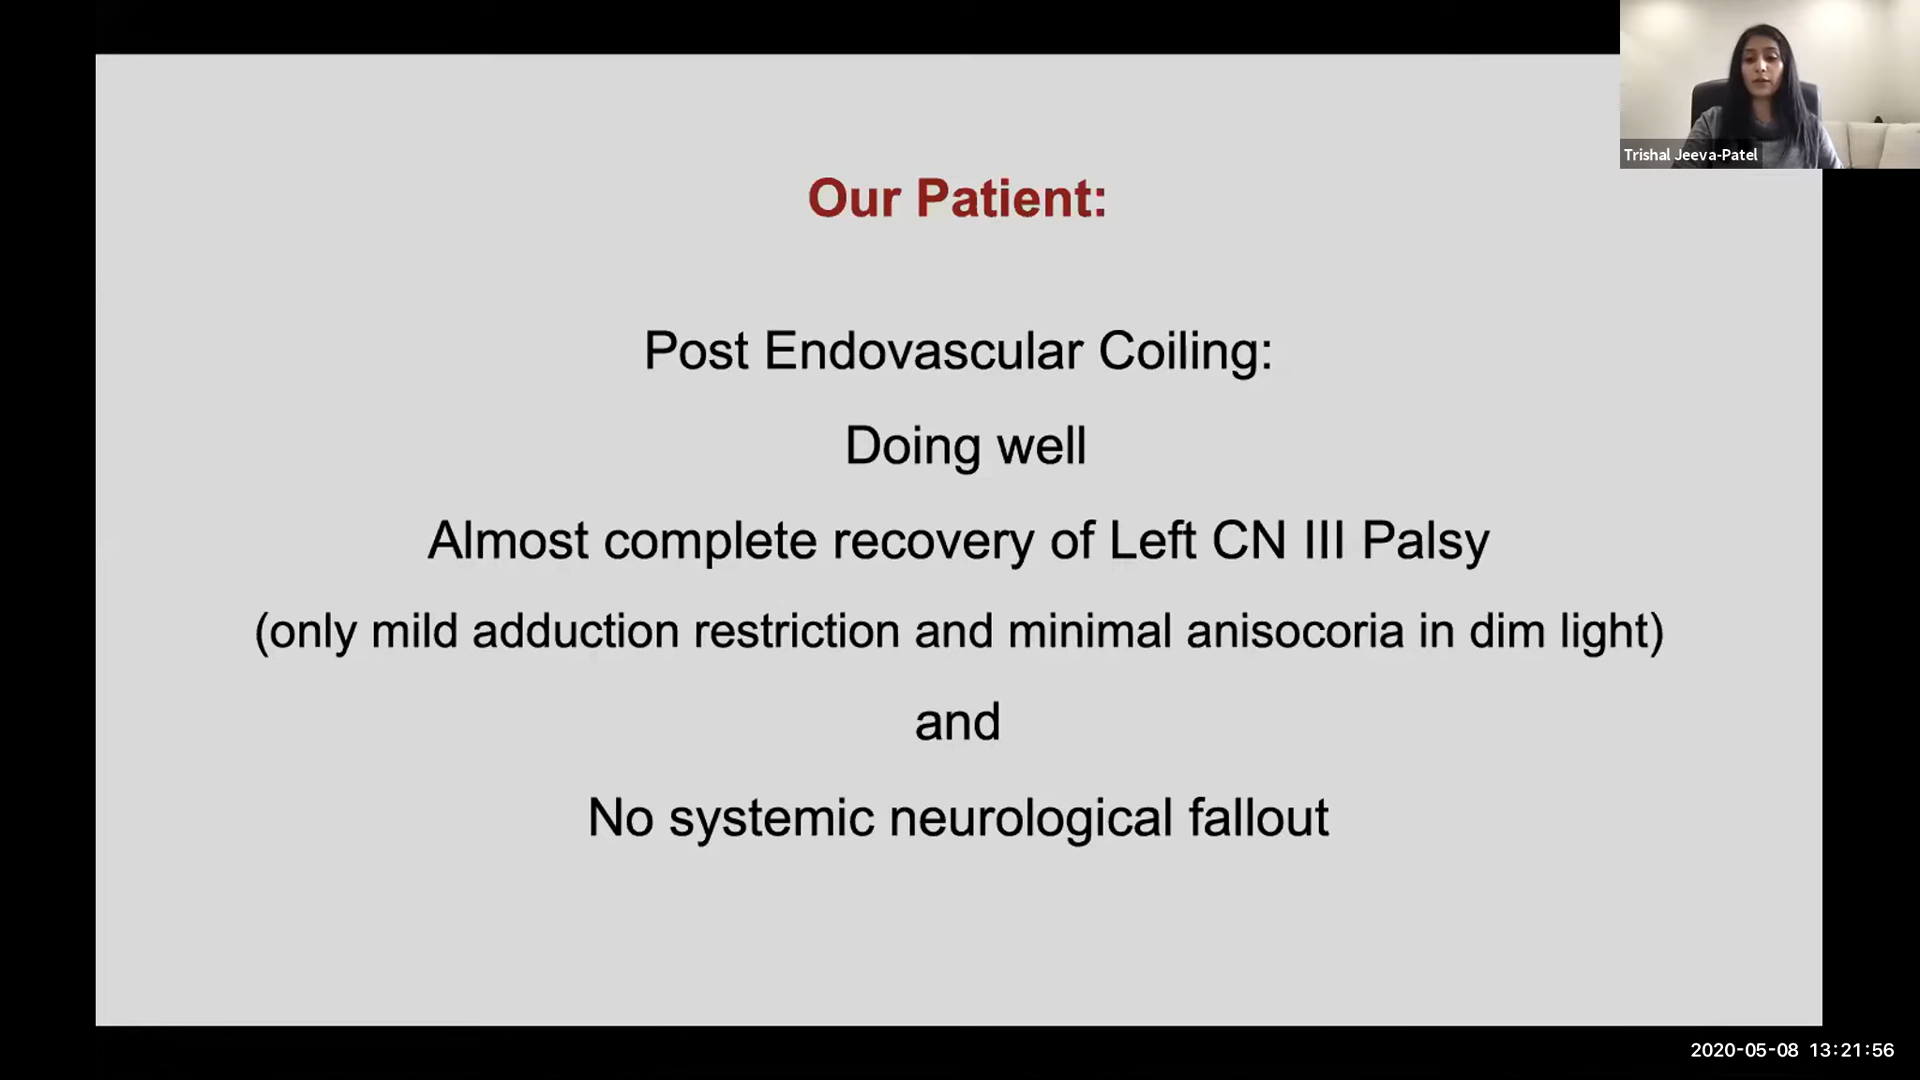 Trishal Jeeva-Patel
Our Patient:
Post Endovascular Coiling:
Doing well
Almost complete recovery of Left CN III Palsy
(only mild adduction restriction and minimal anisocoria in dim light)
and
No systemic neurological fallout
2020-05-08 13:21:56